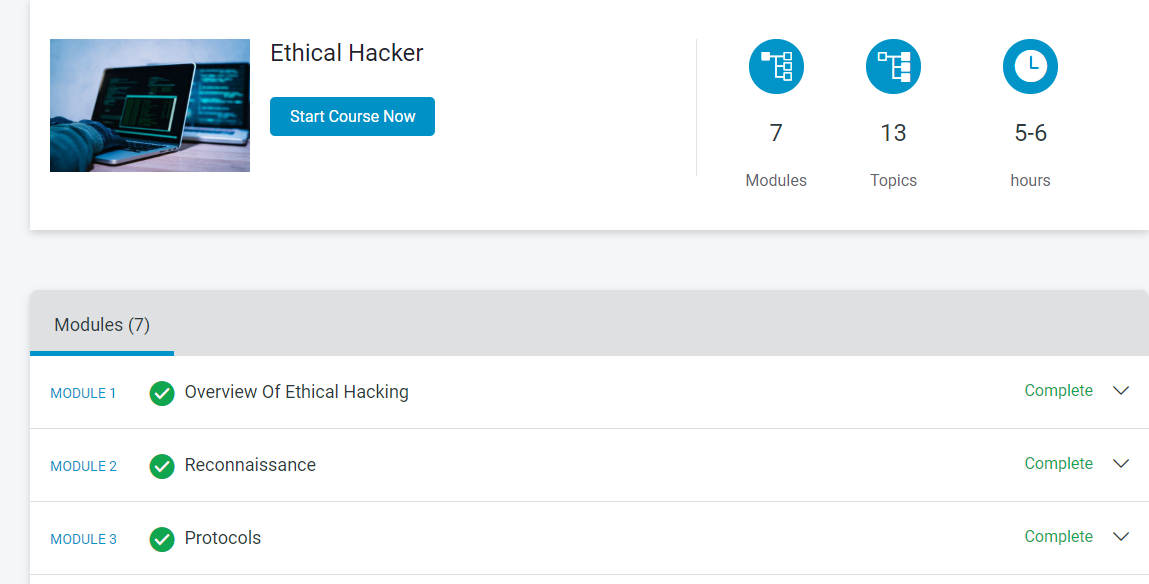 Ethical Hacker
Start Course Now
7
Modules
13
Topics
5-6
hours
Modules (7)
MODULE 1 Overview Of Ethical Hacking Complete
MODULE 2 Reconnaissance Complete
MODULE 3 Protocols Complete